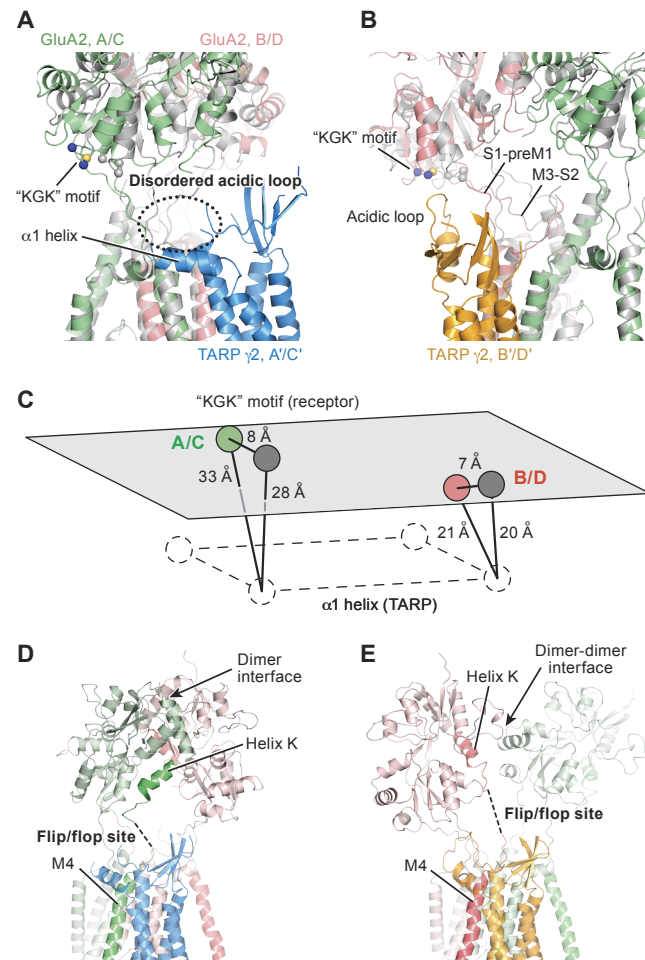 A
GluA2, A/C
GluA2, B/D
"KGK" motif
Disordered acidic loop
α1 helix
TARP γ2, A'/C'
B
"KGK" motif
S1-preM1
M3-S2
Acidic loop
TARP γ2, B'/D'
C
"KGK" motif (receptor)
A/C
8 Å
33 Å
28 Å
7 Å
B/D
21 Å
20 Å
α1 helix (TARP)
D
Dimer
interface
Helix K
Flip/flop site
M4
E
Dimer-dimer
interface
Helix K
Flip/flop site
M4